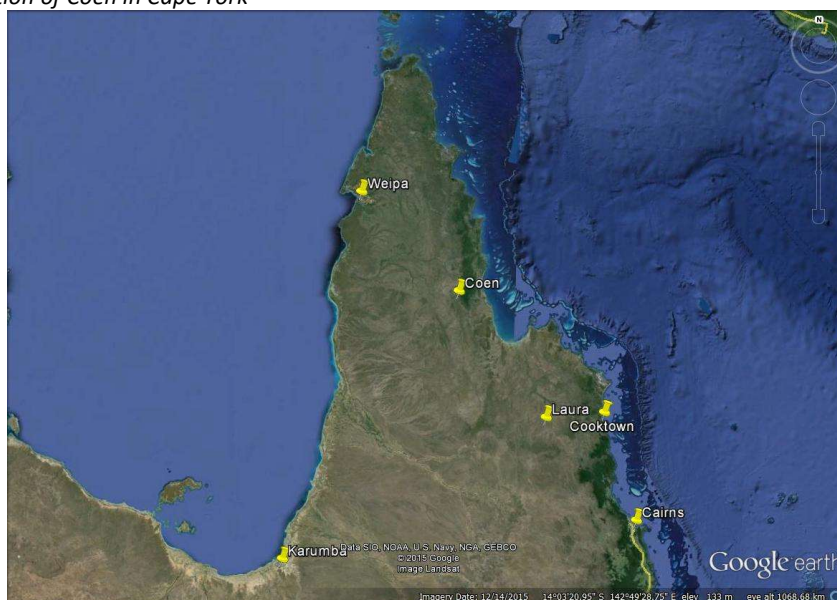 of Coen in Cape York
N
Weipa
Coen
Laura
Cooktown
Cairns
Karumba
Data SIO, NOAA, U.S. Navy, NGA, GEBCO
© 2015 Google
Image Landsat
Google earth
Imagery Date: 12/14/2015 14°03'20.95" S 142°49'28.75" E elev 133 m eye alt 1068.68 km